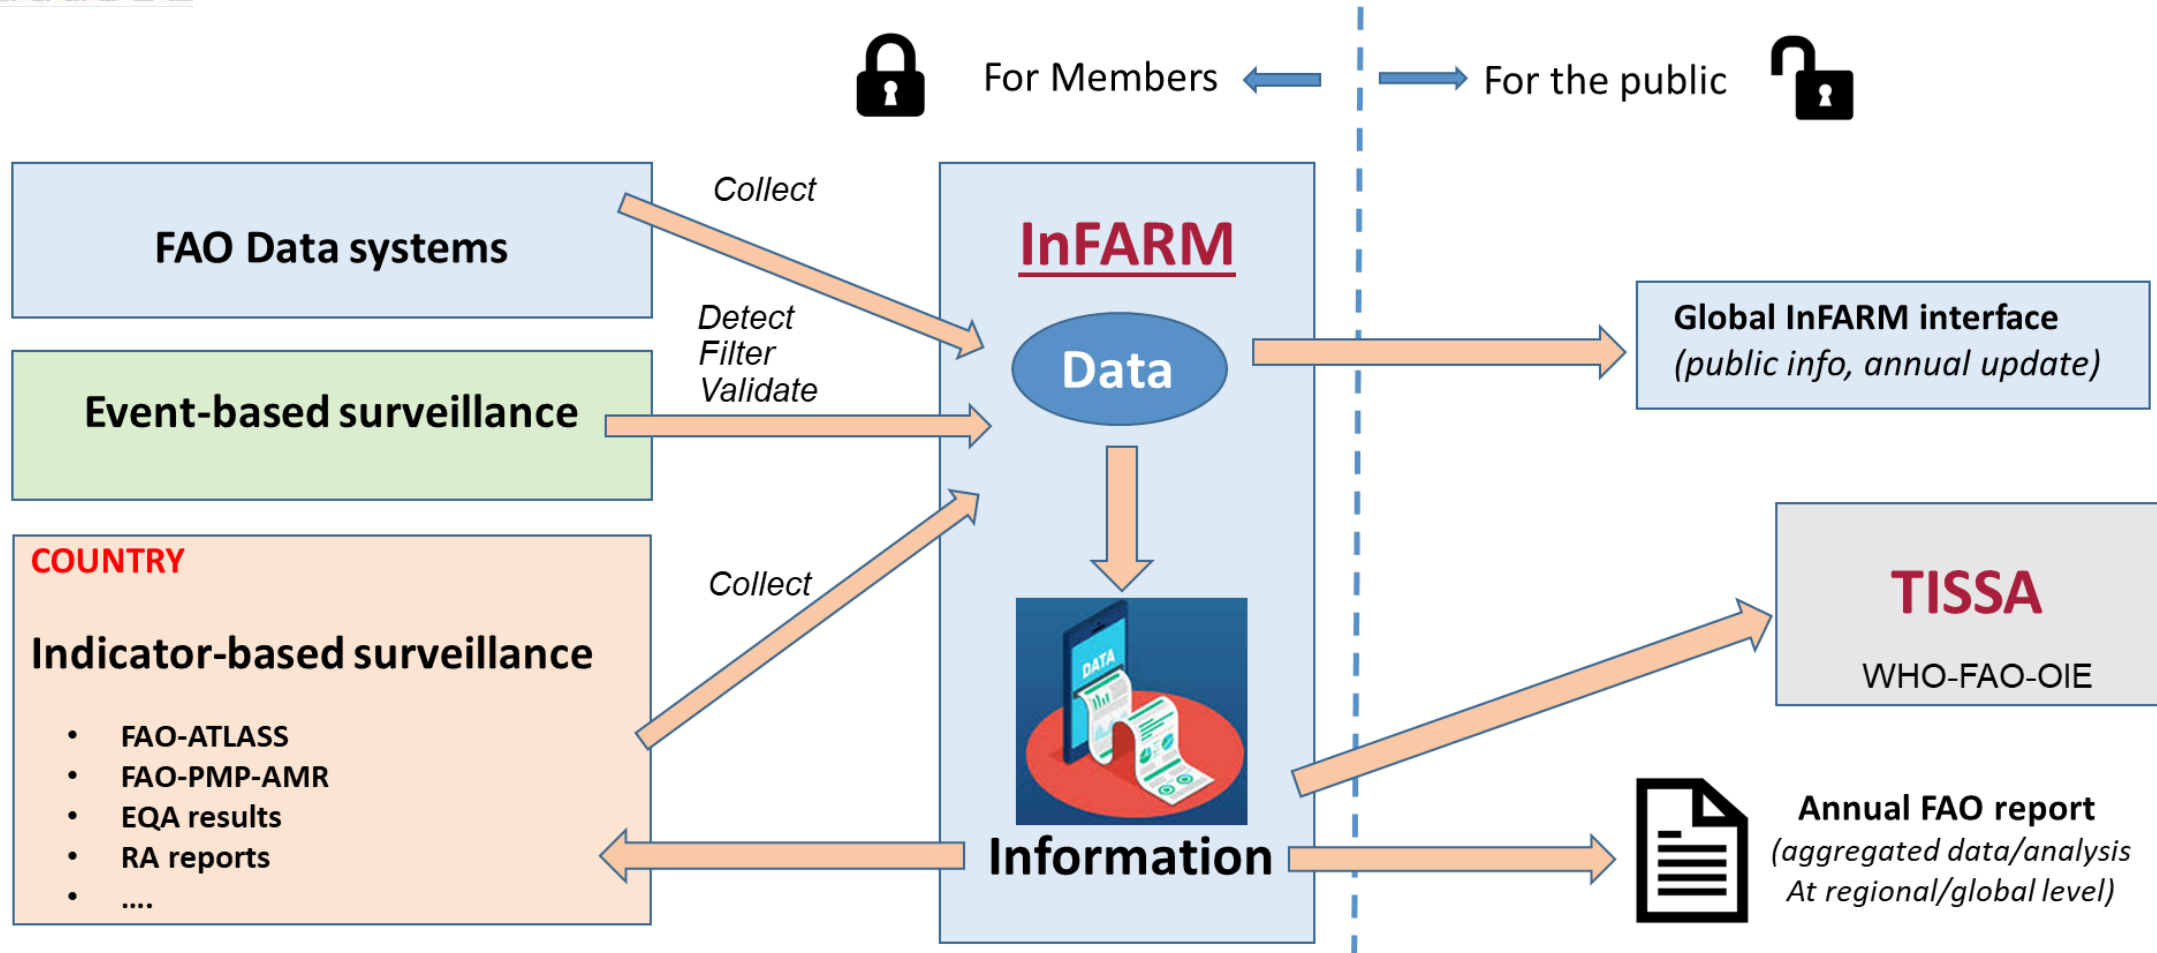 For Members
For the public
FAO Data systems
Collect
InFARM
Detect
Filter
Validate
Data
Global InFARM interface
(public info, annual update)
Event-based surveillance
COUNTRY
Indicator-based surveillance
• FAO-ATLASS
• FAO-PMP-AMR
• EQA results
• RA reports
• ....
Collect
DATA
Information
TISSA
WHO-FAO-OIE
Annual FAO report
(aggregated data/analysis
At regional/global level)